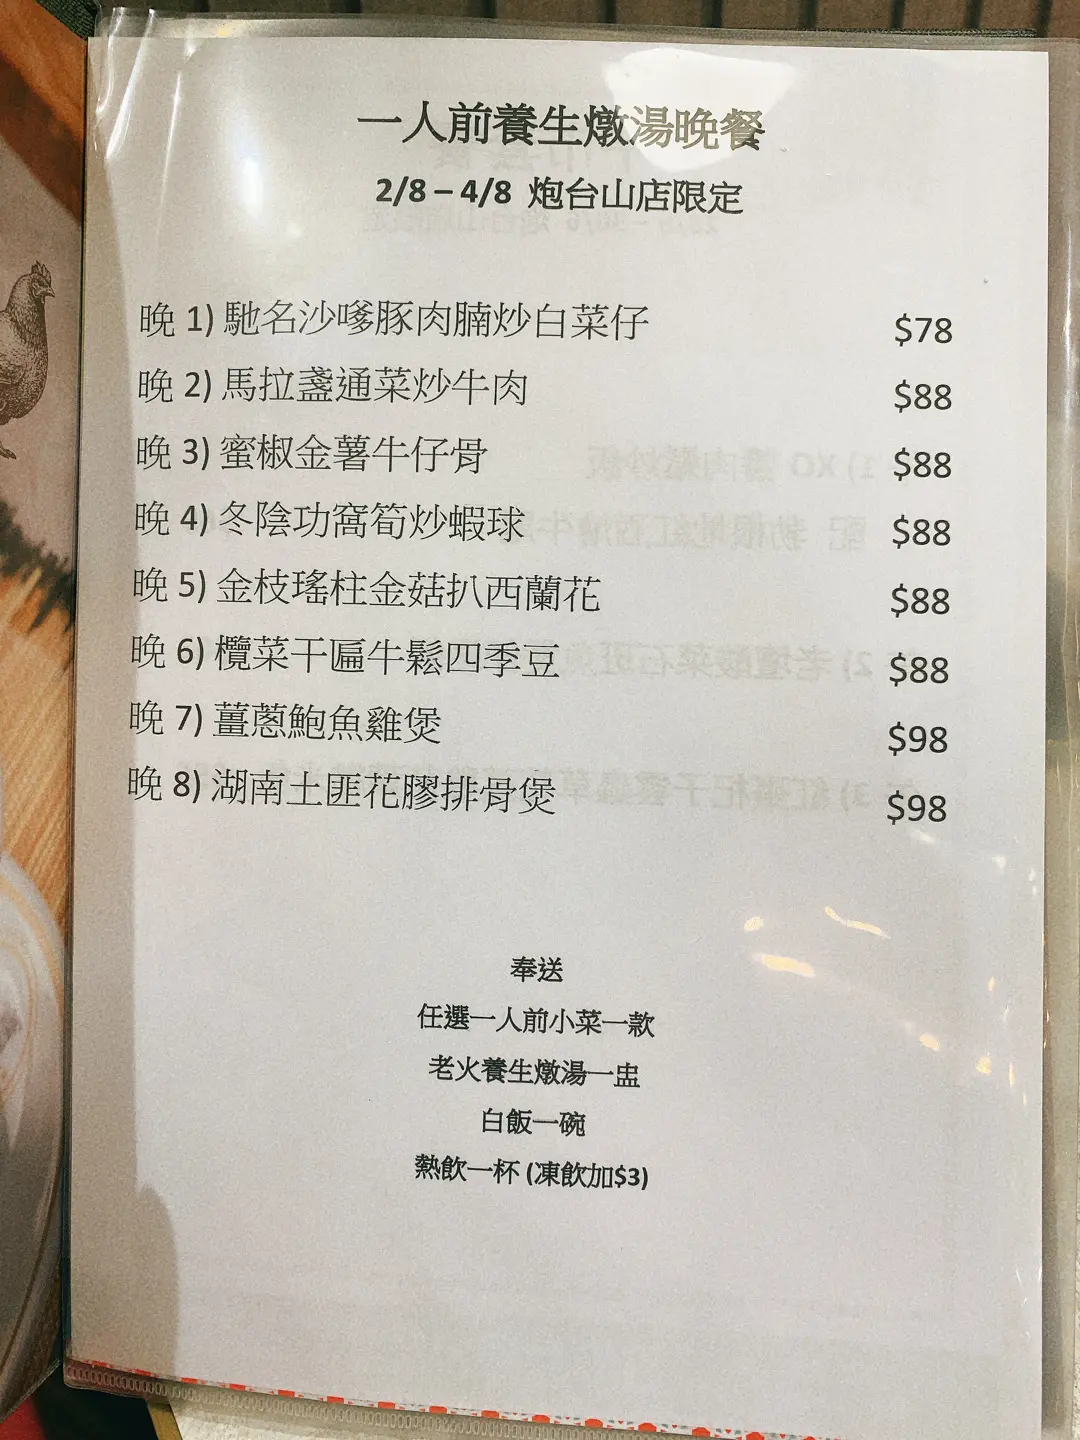 一人前養生燉湯晚餐
2/8 – 4/8 炮台山店限定
晚 1) 馳名沙嗲豚肉腩炒白菜仔 $78
晚 2) 馬拉盞通菜炒牛肉 $88
晚 3) 蜜椒金薯牛仔骨 $88
晚 4) 冬陰功窩筍炒蝦球 $88
晚 5) 金枝瑤柱金菇扒西蘭花 $88
晚 6) 欖菜干匾牛鬆四季豆 $88
晚 7) 薑蔥鮑魚雞煲 $98
晚 8) 湖南土匪花膠排骨煲 $98
奉送
任選一人前小菜一款
老火養生燉湯一盅
白飯一碗
熱飲一杯 (凍飲加$3)